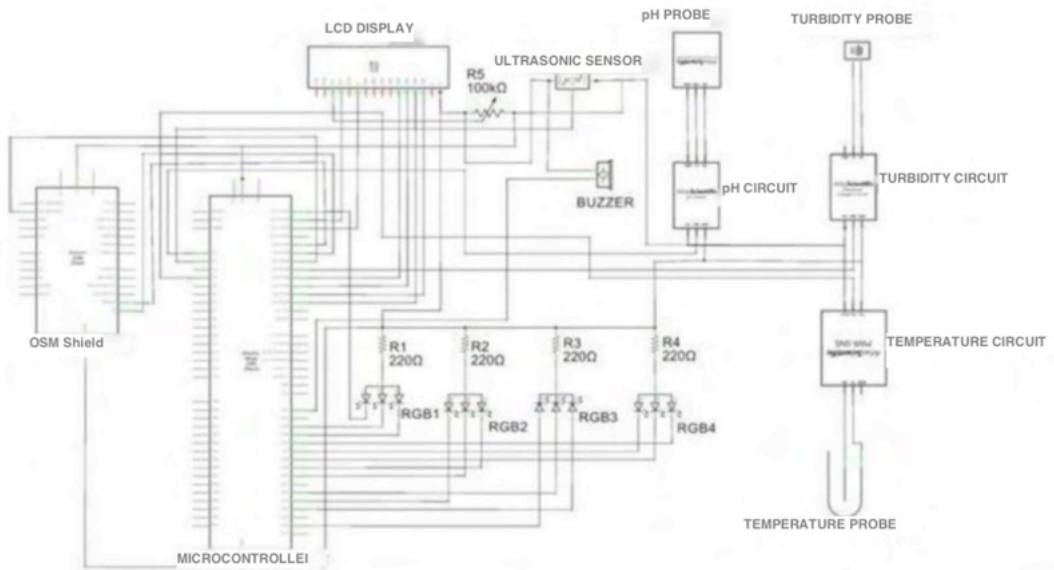 pH PROBE
TURBIDITY PROBE
LCD DISPLAY
ULTRASONIC SENSOR
R5
100kΩ
pH CIRCUIT
TURBIDITY CIRCUIT
BUZZER
OSM Shield
R1
220Ω
R2
220Ω
R3
220Ω
R4
220Ω
TEMPERATURE CIRCUIT
RGB1
RGB2
RGB3
RGB4
TEMPERATURE PROBE
MICROCONTROLLEI